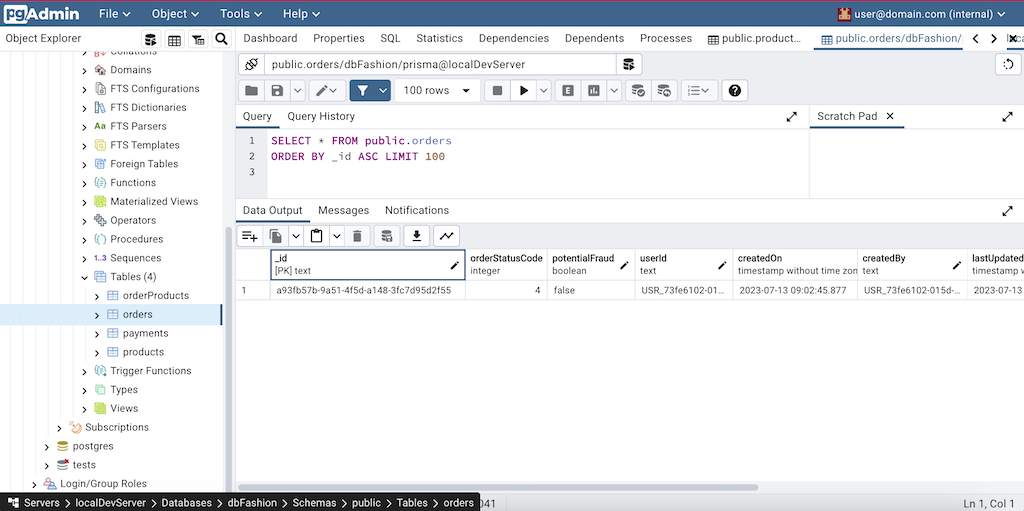 pgAdmin File Object Tools Help user@domain.com (internal)
Object Explorer
Dashboard Properties SQL Statistics Dependencies Dependents Processes public.product... public.orders/dbFashion/
public.orders/dbFashion/prisma@localDevServer
100 rows
E
Query Query History
Scratch Pad
1 SELECT * FROM public.orders
2 ORDER BY _id ASC LIMIT 100
3
Data Output Messages Notifications
_id
[PK] text
orderStatusCode
integer
potentialFraud
boolean
userId
text
createdOn
timestamp without time zon
createdBy
text
lastUpdated
timestamp w
1 a93fb57b-9a51-4f5d-a148-3fc7d95d2f55 4 false USR_73fe6102-01... 2023-07-13 09:02:45.877 USR_73fe6102-015d-... 2023-07-13
Collations
Domains
FTS Configurations
FTS Dictionaries
Aa FTS Parsers
FTS Templates
Foreign Tables
Functions
Materialized Views
Operators
Procedures
1..3 Sequences
Tables (4)
orderProducts
orders
payments
products
Trigger Functions
Types
Views
Subscriptions
postgres
tests
Login/Group Roles
Servers localDevServer Databases dbFashion Schemas public Tables orders
041
Ln 1, Col 1